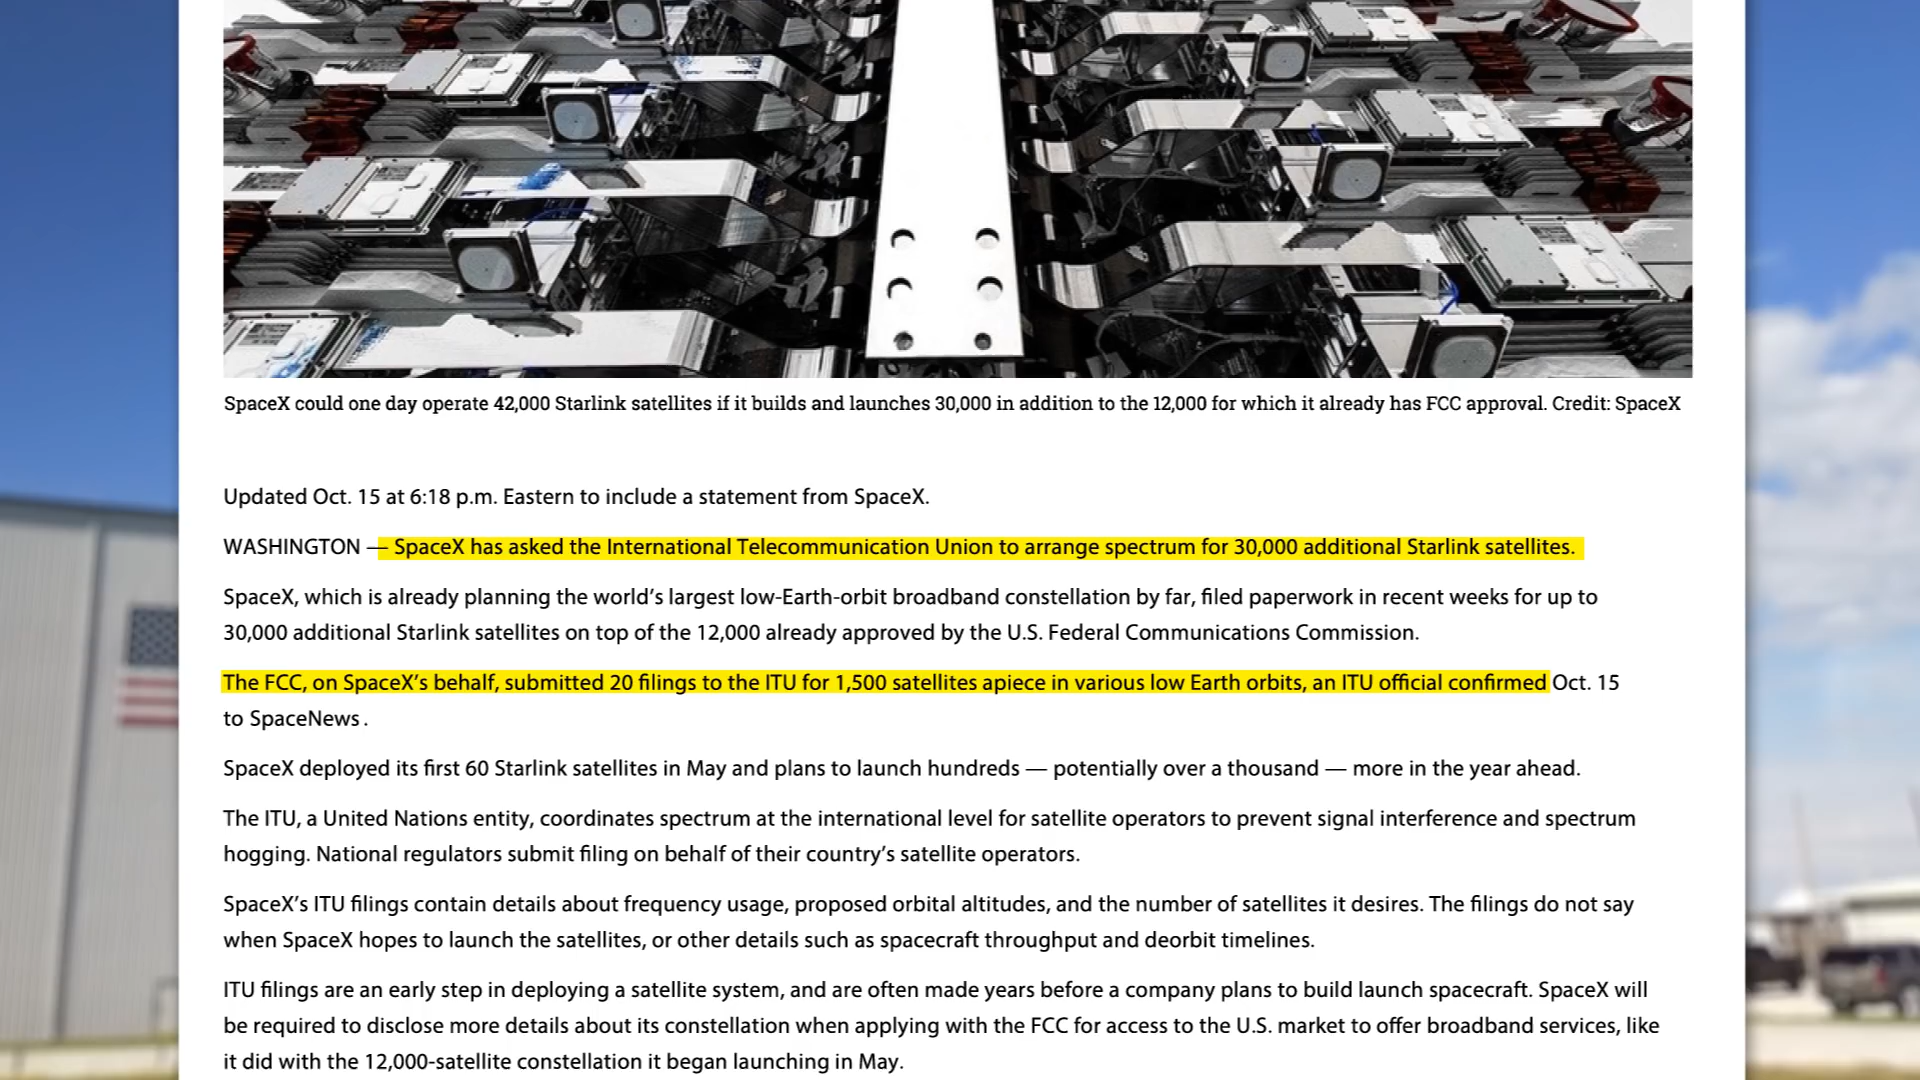 SpaceX could one day operate 42,000 Starlink satellites if it builds and launches 30,000 in addition to the 12,000 for which it already has FCC approval. Credit: SpaceX
Updated Oct. 15 at 6:18 p.m. Eastern to include a statement from SpaceX.
WASHINGTON — SpaceX has asked the International Telecommunication Union to arrange spectrum for 30,000 additional Starlink satellites.
SpaceX, which is already planning the world’s largest low-Earth-orbit broadband constellation by far, filed paperwork in recent weeks for up to
30,000 additional Starlink satellites on top of the 12,000 already approved by the U.S. Federal Communications Commission.
The FCC, on SpaceX’s behalf, submitted 20 filings to the ITU for 1,500 satellites apiece in various low Earth orbits, an ITU official confirmed Oct. 15
to SpaceNews .
SpaceX deployed its first 60 Starlink satellites in May and plans to launch hundreds — potentially over a thousand — more in the year ahead.
The ITU, a United Nations entity, coordinates spectrum at the international level for satellite operators to prevent signal interference and spectrum
hogging. National regulators submit filing on behalf of their country’s satellite operators.
SpaceX’s ITU filings contain details about frequency usage, proposed orbital altitudes, and the number of satellites it desires. The filings do not say
when SpaceX hopes to launch the satellites, or other details such as spacecraft throughput and deorbit timelines.
ITU filings are an early step in deploying a satellite system, and are often made years before a company plans to build launch spacecraft. SpaceX will
be required to disclose more details about its constellation when applying with the FCC for access to the U.S. market to offer broadband services, like
it did with the 12,000-satellite constellation it began launching in May.